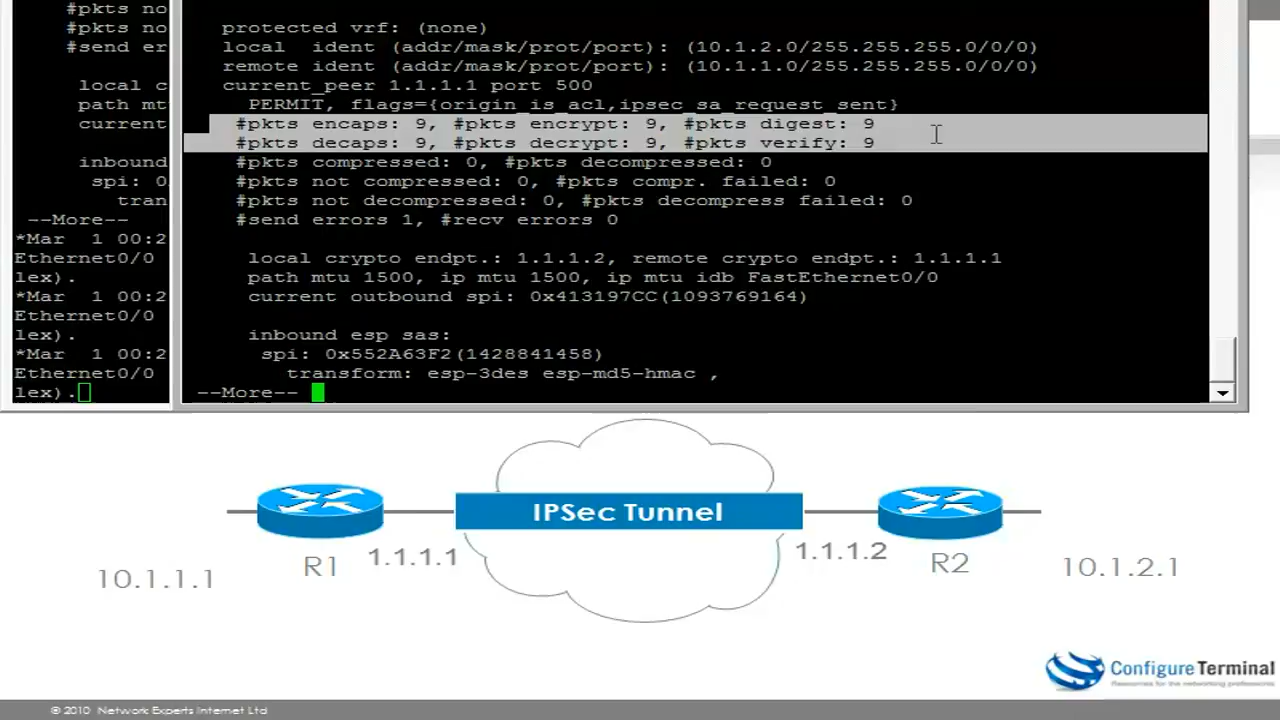 #pkts no
#pkts no
#send er
local c
path mt
current
inbound
spi: 0
tran
--More--
*Mar  1 00:2
Ethernet0/0
lex).
*Mar  1 00:2
Ethernet0/0
lex).
*Mar  1 00:2
Ethernet0/0
lex).
protected vrf: (none)
local  ident (addr/mask/prot/port): (10.1.2.0/255.255.255.0/0/0)
remote ident (addr/mask/prot/port): (10.1.1.0/255.255.255.0/0/0)
current_peer 1.1.1.1 port 500
PERMIT, flags={origin_is_acl,ipsec_sa_request_sent}
#pkts encaps: 9, #pkts encrypt: 9, #pkts digest: 9
#pkts decaps: 9, #pkts decrypt: 9, #pkts verify: 9
#pkts compressed: 0, #pkts decompressed: 0
#pkts not compressed: 0, #pkts compr. failed: 0
#pkts not decompressed: 0, #pkts decompress failed: 0
#send errors 1, #recv errors 0
local crypto endpt.: 1.1.1.2, remote crypto endpt.: 1.1.1.1
path mtu 1500, ip mtu 1500, ip mtu idb FastEthernet0/0
current outbound spi: 0x413197CC(1093769164)
inbound esp sas:
spi: 0x552A63F2(1428841458)
transform: esp-3des esp-md5-hmac ,
--More--
IPSec Tunnel
R1
1.1.1.1
1.1.1.2
R2
10.1.1.1
10.1.2.1
Configure Terminal
Resources for the networking professional
© 2010 Network Experts Internet Ltd